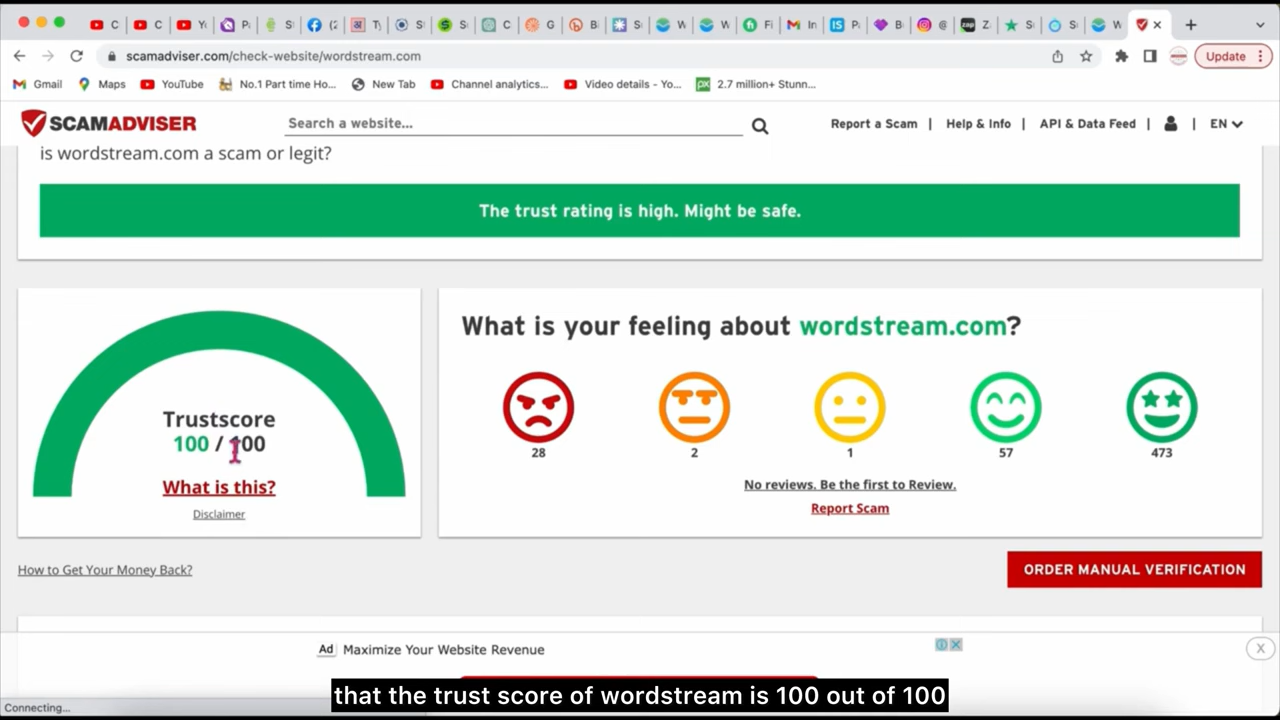 C
C
Y
P
S
(2
T
S
S
C
G
B
S
W
W
Fi
In
P
B
@
Z
S
S
W
scamadviser.com/check-website/wordstream.com
Update
Gmail
Maps
YouTube
No.1 Part time Ho...
New Tab
Channel analytics...
Video details - Yo...
2.7 million+ Stunn...
SCAMADVISER
Search a website...
Report a Scam | Help & Info | API & Data Feed | | EN
is wordstream.com a scam or legit?
The trust rating is high. Might be safe.
Trustscore
100 / 100
What is this?
Disclaimer
What is your feeling about wordstream.com?
28
2
1
57
473
No reviews. Be the first to Review.
Report Scam
How to Get Your Money Back?
ORDER MANUAL VERIFICATION
Ad Maximize Your Website Revenue
X
that the trust score of wordstream is 100 out of 100
Connecting...